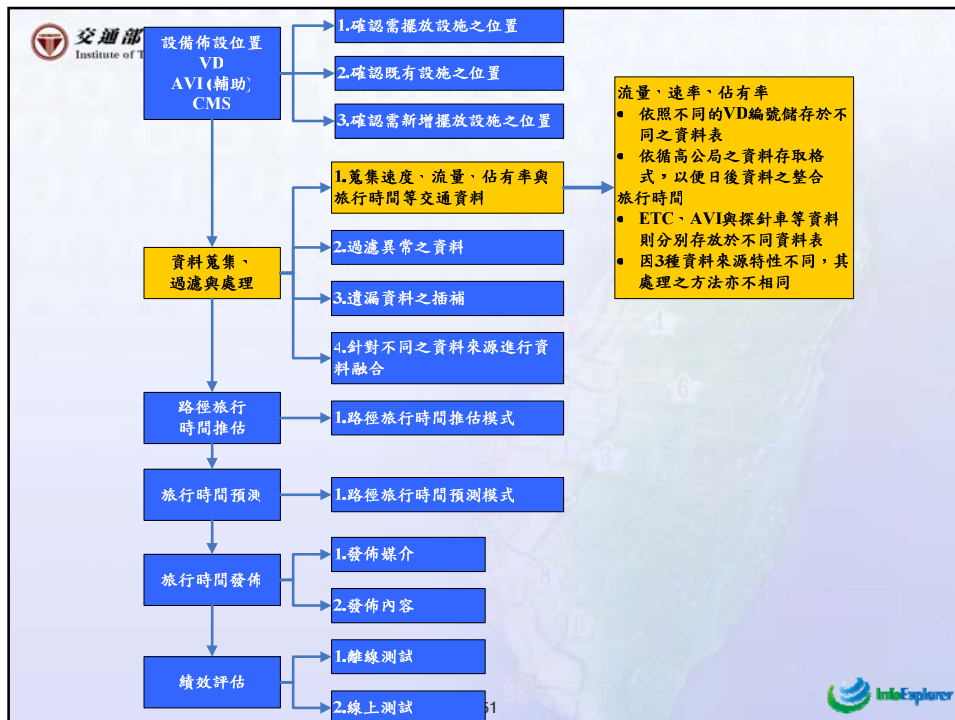 交通部
Institute of T
設備佈設位置
VD
AVI(輔助)
CMS
1.確認需擺放設施之位置
2.確認既有設施之位置
3.確認需新增擺放設施之位置
資料蒐集、
過濾與處理
1.蒐集速度、流量、佔有率與
旅行時間等交通資料
流量、速率、佔有率
• 依照不同的VD編號儲存於不
同之資料表
• 依循高公局之資料存取格
式，以便日後資料之整合
旅行時間
• ETC、AVI與探針車等資料
則分別存放於不同資料表
• 因3種資料來源特性不同，其
處理之方法亦不相同
2.過濾異常之資料
3.遺漏資料之插補
4.針對不同之資料來源進行資
料融合
路徑旅行
時間推估
1.路徑旅行時間推估模式
旅行時間預測
1.路徑旅行時間預測模式
旅行時間發佈
1.發佈媒介
2.發佈內容
績效評估
1.離線測試
2.線上測試
51
InfoExplorer